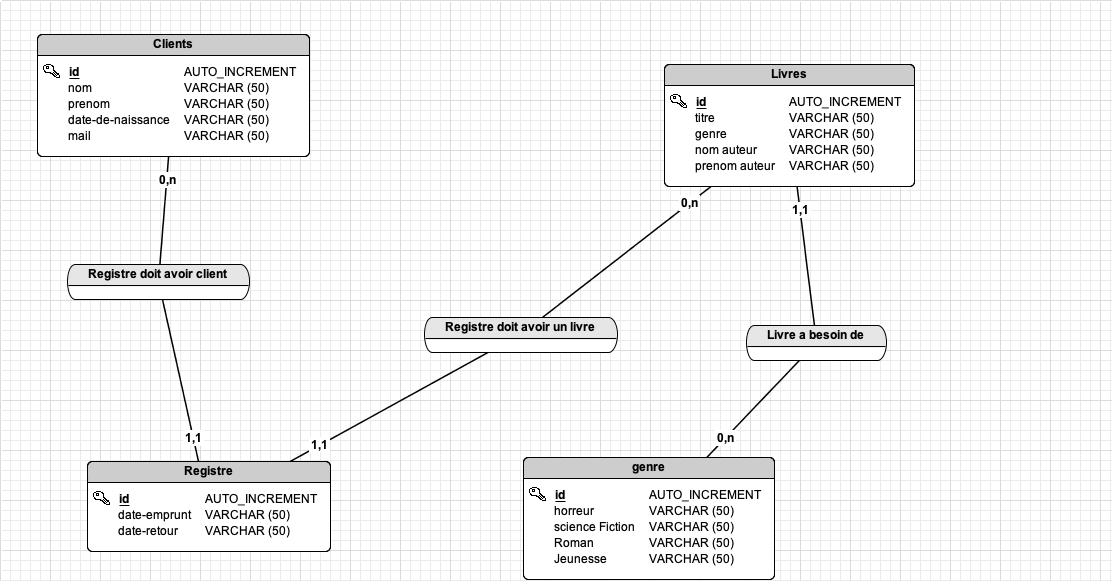 Clients
id AUTO_INCREMENT
nom VARCHAR (50)
prenom VARCHAR (50)
date-de-naissance VARCHAR (50)
mail VARCHAR (50)
0,n
Registre doit avoir client
1,1
Registre
id AUTO_INCREMENT
date-emprunt VARCHAR (50)
date-retour VARCHAR (50)
Livres
id AUTO_INCREMENT
titre VARCHAR (50)
genre VARCHAR (50)
nom auteur VARCHAR (50)
prenom auteur VARCHAR (50)
0,n
Registre doit avoir un livre
1,1
1,1
Livre a besoin de
0,n
genre
id AUTO_INCREMENT
horreur VARCHAR (50)
science Fiction VARCHAR (50)
Roman VARCHAR (50)
Jeunesse VARCHAR (50)